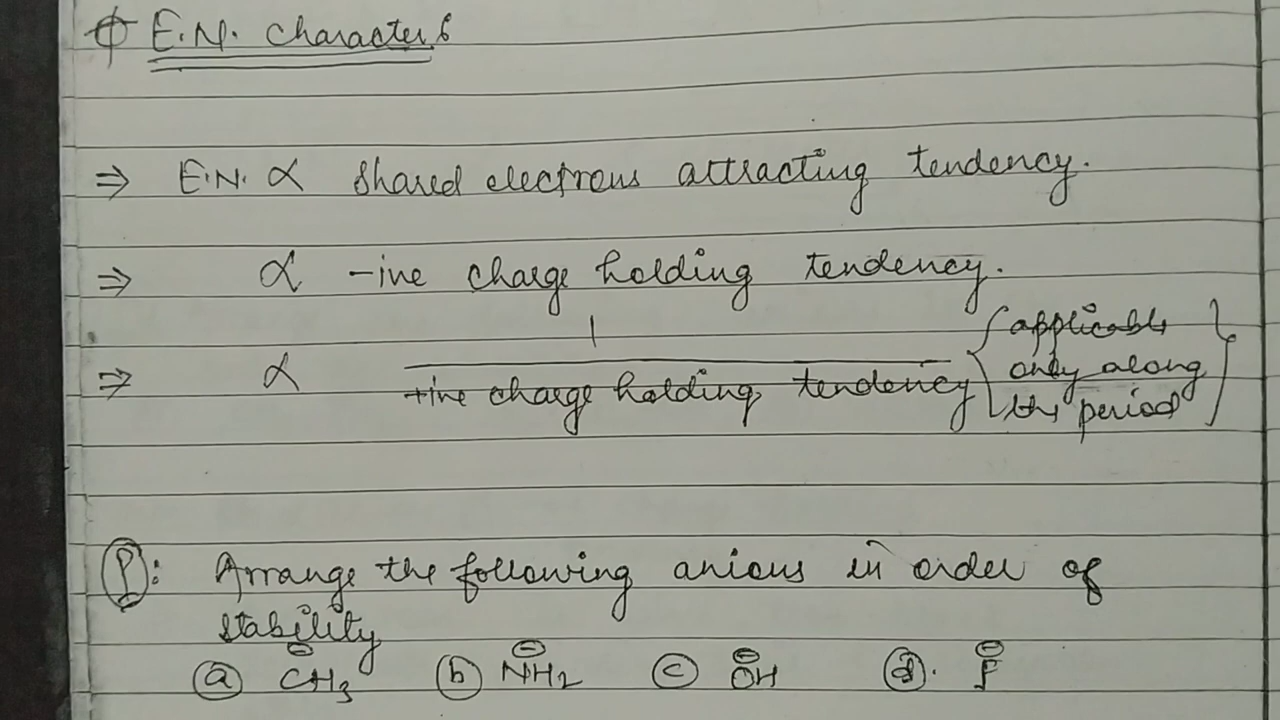 E.N. Character
⇒ E.N. ∝ Shared electrons attracting tendency.
⇒ ∝ -ive charge holding tendency.
⇒ ∝ 1 / +ive charge holding tendency {applicable only along the period}
Q: Arrange the following anions in order of
stability
(a) CH₃⊖ (b) NH₂⊖ (c) OH⊖ (d). F⊖